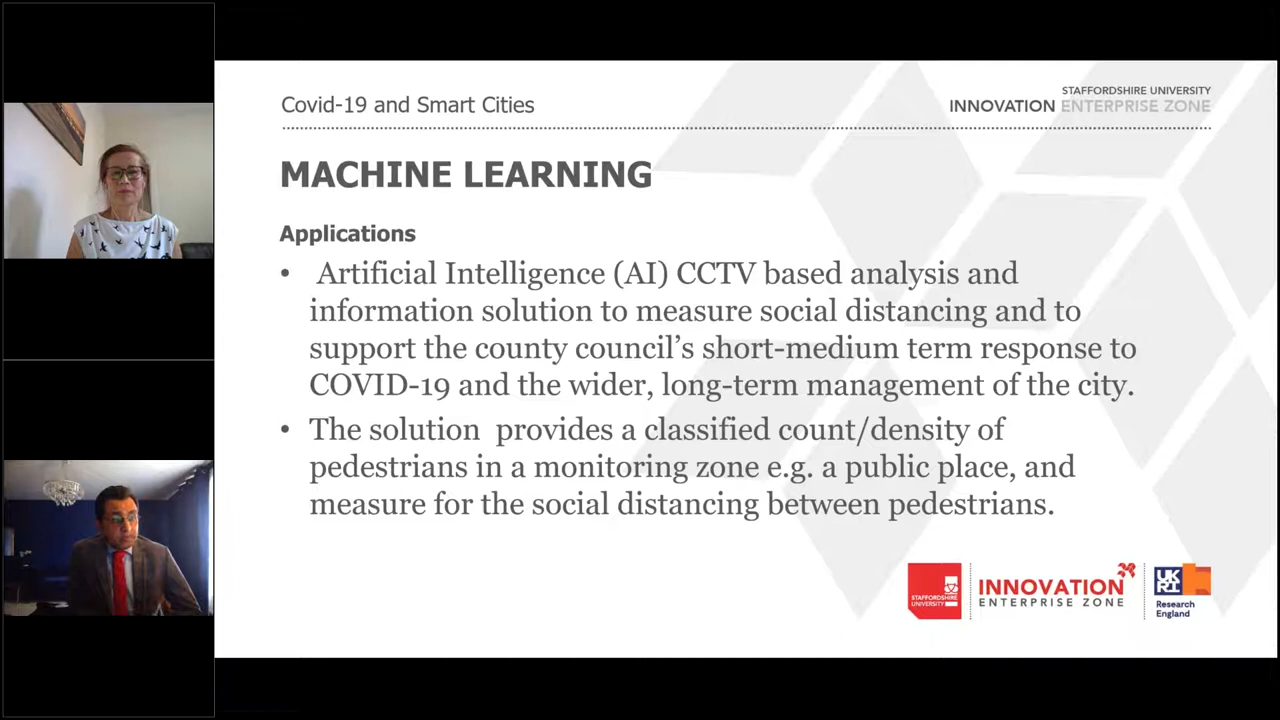 Covid-19 and Smart Cities
STAFFORDSHIRE UNIVERSITY
INNOVATION ENTERPRISE ZONE
MACHINE LEARNING
Applications
• Artificial Intelligence (AI) CCTV based analysis and
information solution to measure social distancing and to
support the county council’s short-medium term response to
COVID-19 and the wider, long-term management of the city.
• The solution provides a classified count/density of
pedestrians in a monitoring zone e.g. a public place, and
measure for the social distancing between pedestrians.
STAFFORDSHIRE
UNIVERSITY
INNOVATION
ENTERPRISE ZONE
UK
RI
Research
England